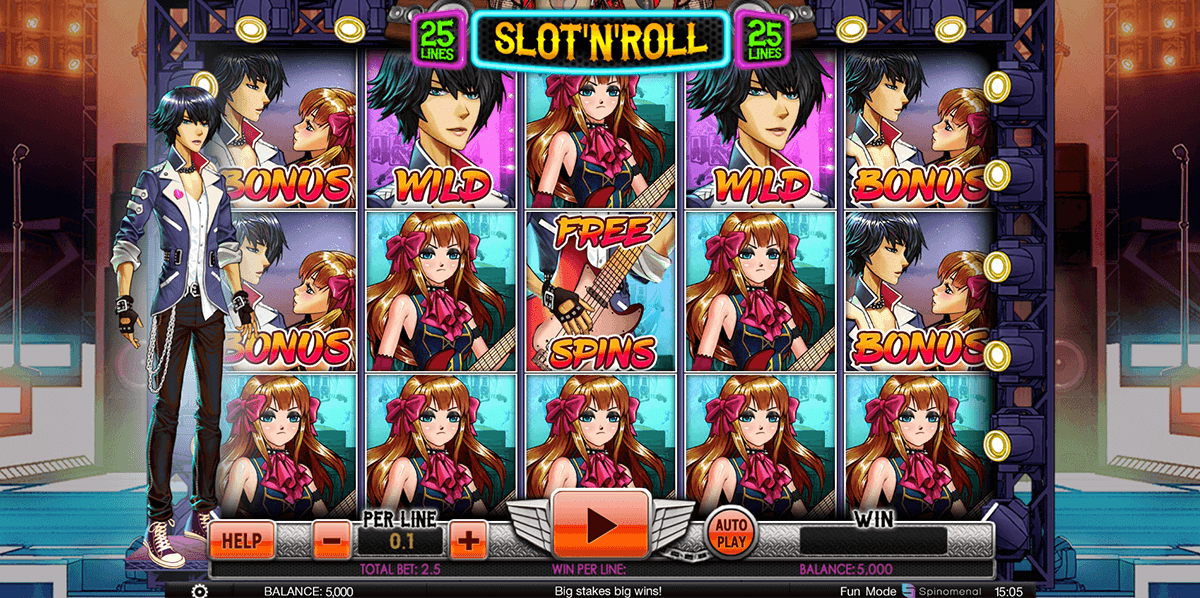 25 LINES
SLOT'N'ROLL
25 LINES
BONUS
WILD
WILD
BONUS
BONUS
FREE
SPINS
BONUS
HELP
-
PER LINE
0.1
+
AUTO
PLAY
WIN
TOTAL BET: 2.5
WIN PER LINE:
BALANCE:5,000
BALANCE: 5,000
Big stakes big wins!
Fun Mode
Spinomenal
15:05